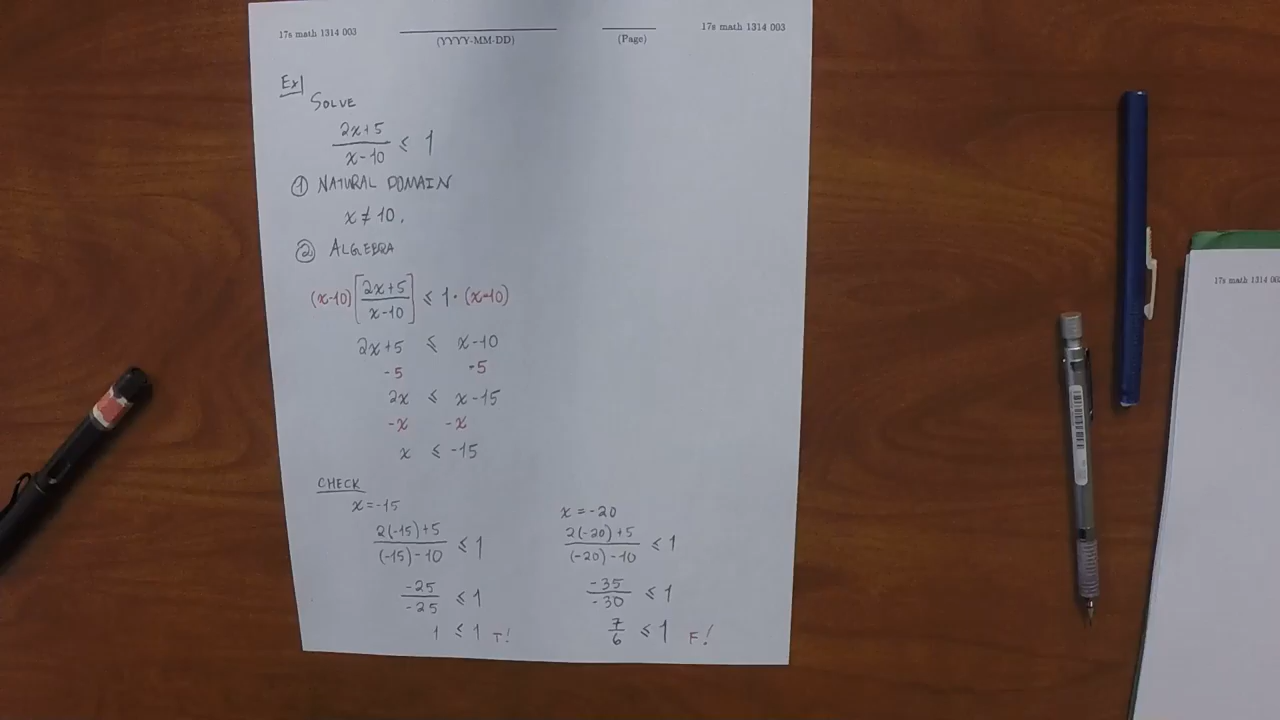 17s math 1314 003 (YYYY-MM-DD) (Page) 17s math 1314 003
Ex1
SOLVE
(2x+5)/(x-10) ≤ 1
① NATURAL DOMAIN
x ≠ 10.
② ALGEBRA
(x-10)[(2x+5)/(x-10)] ≤ 1·(x-10)
2x+5 ≤ x-10
-5 -5
2x ≤ x-15
-x -x
x ≤ -15
CHECK
x=-15
(2(-15)+5)/((-15)-10) ≤ 1
-25/-25 ≤ 1
1 ≤ 1 T!
x = -20
(2(-20)+5)/((-20)-10) ≤ 1
-35/-30 ≤ 1
7/6 ≤ 1 F!
17s math 1314